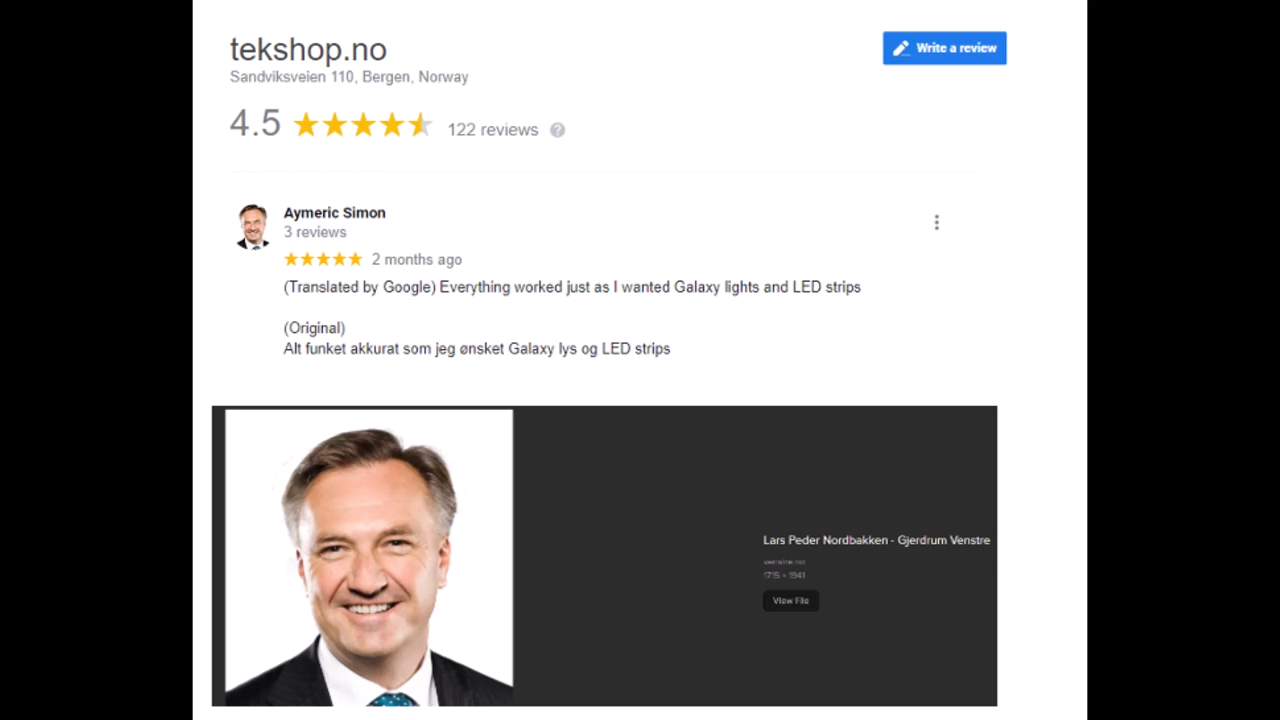 tekshop.no
Write a review
Sandviksveien 110, Bergen, Norway
4.5 122 reviews ?
Aymeric Simon
3 reviews
2 months ago
(Translated by Google) Everything worked just as I wanted Galaxy lights and LED strips
(Original)
Alt funket akkurat som jeg ønsket Galaxy lys og LED strips
Lars Peder Nordbakken - Gjerdrum Venstre
1715 × 1941
View File